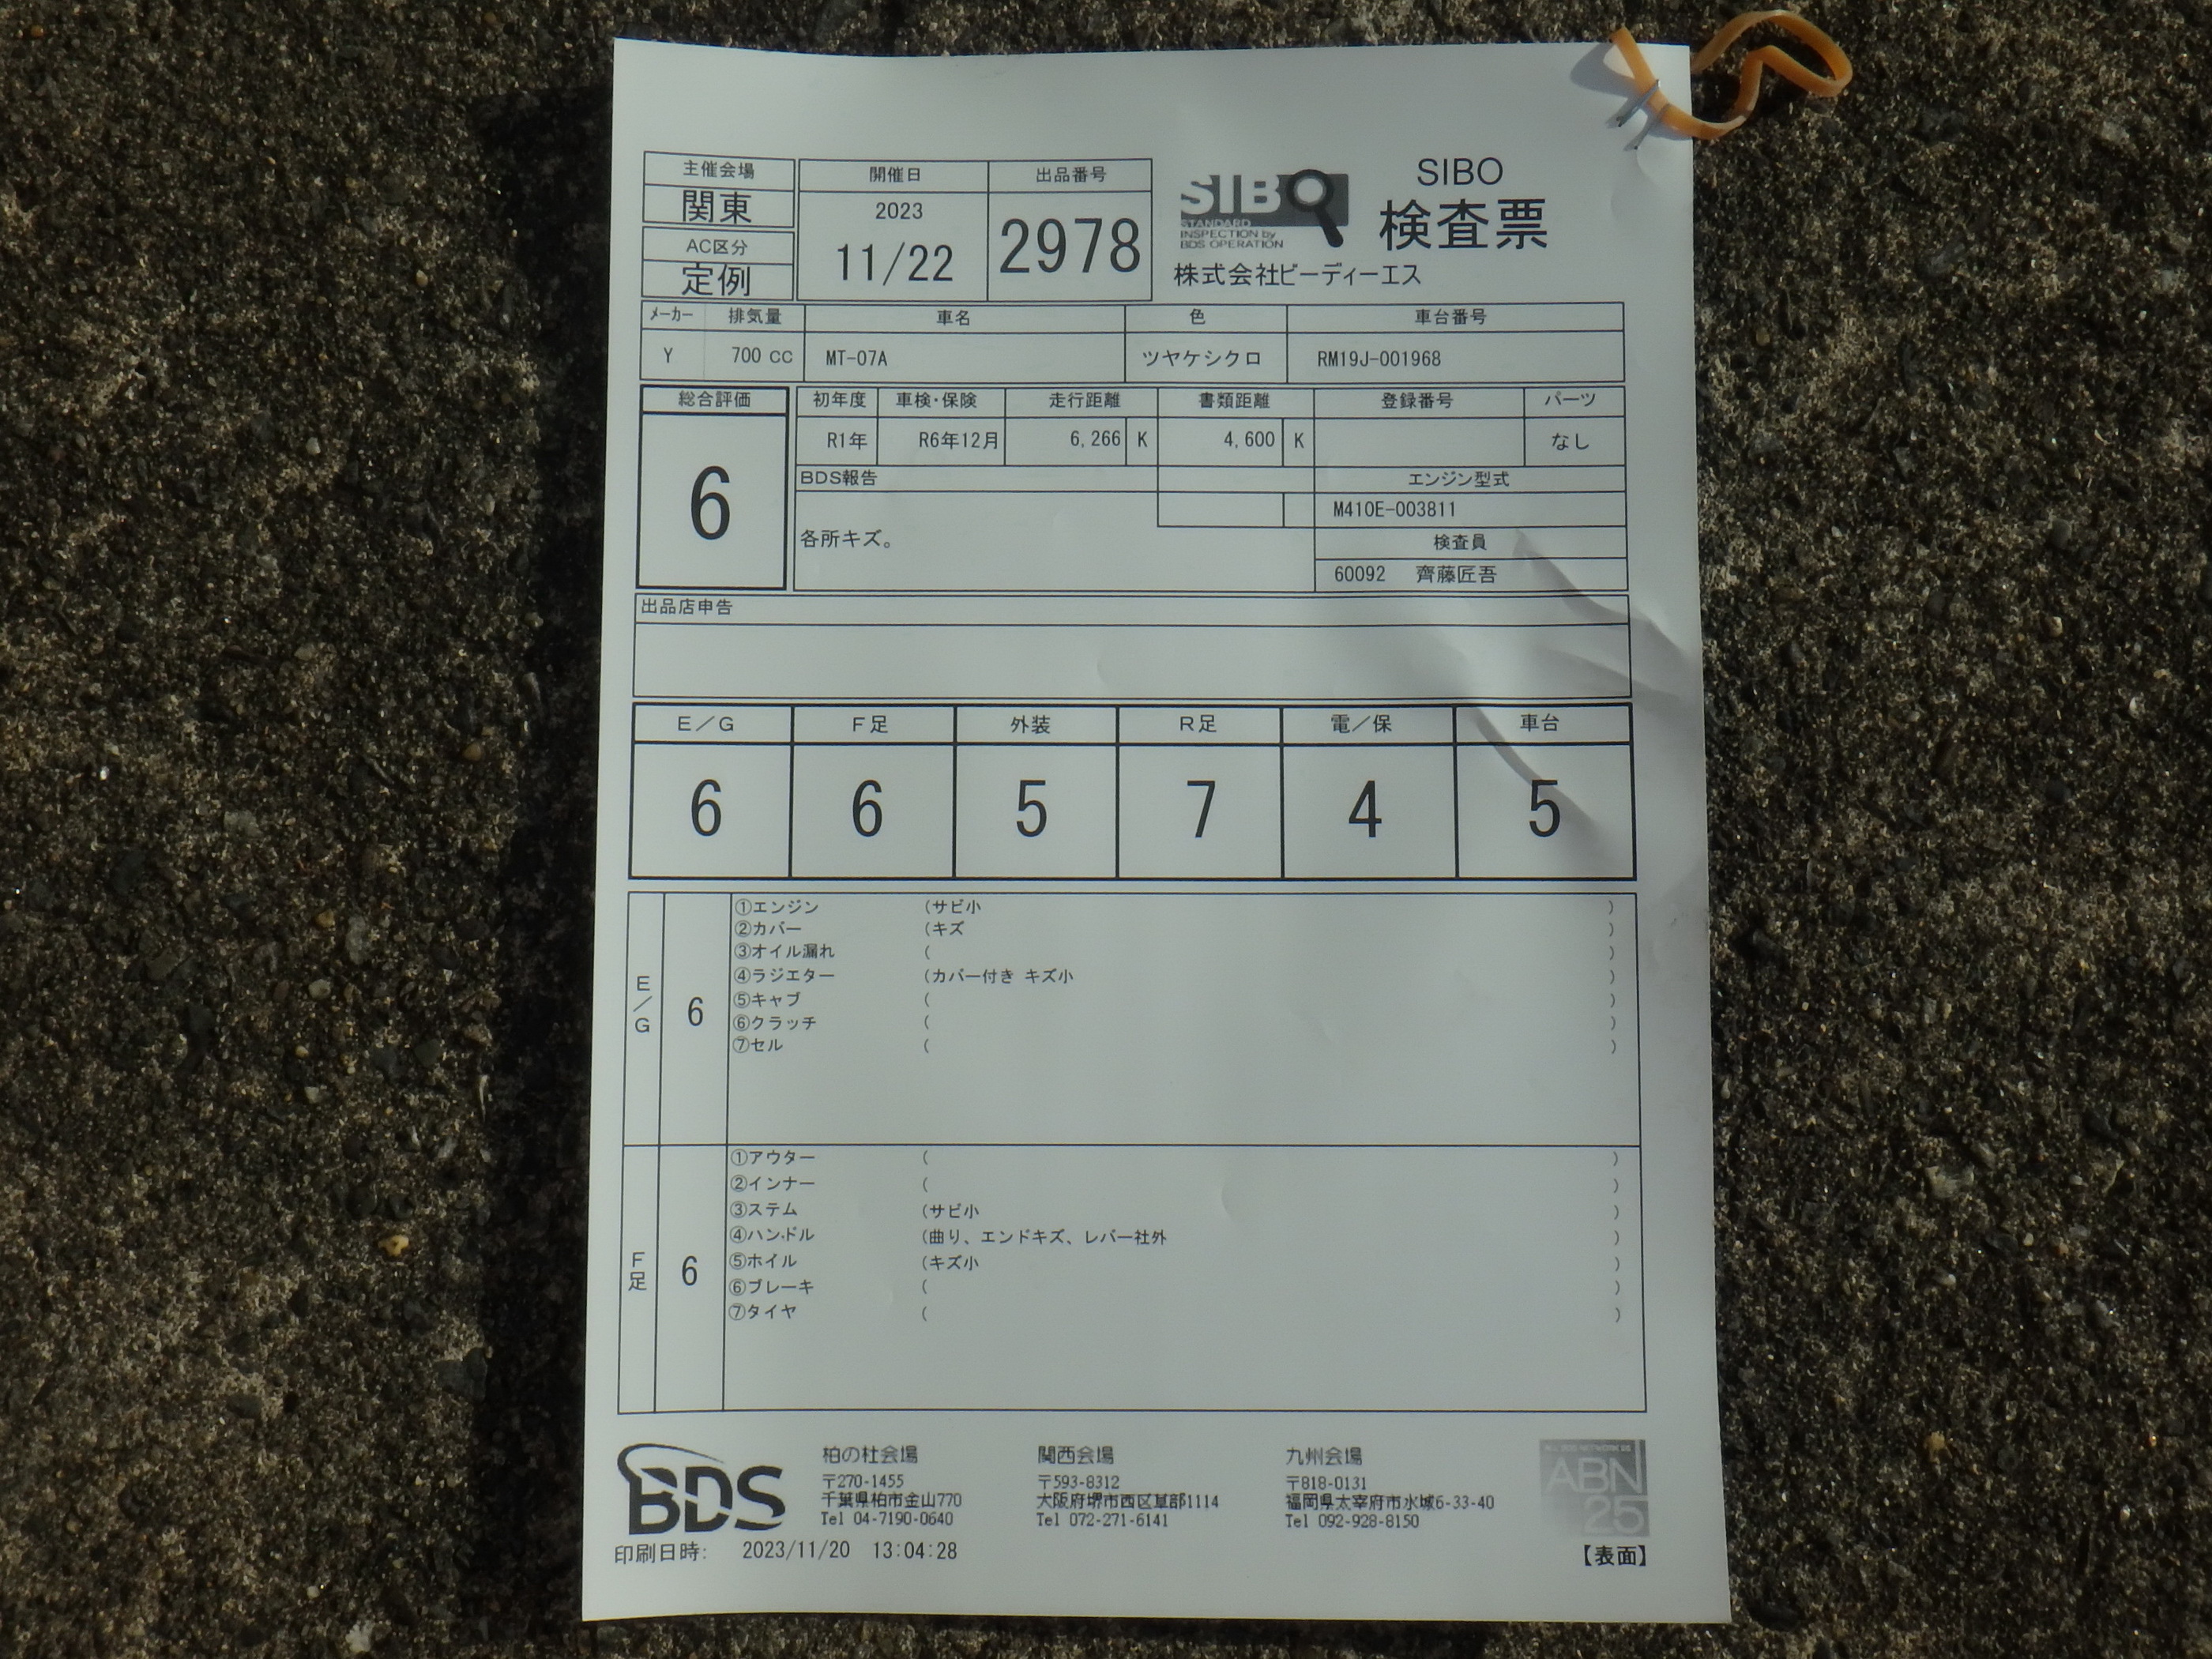 主催会場
関東
AC区分
定例
開催日
2023
11/22
出品番号
2978
SIBO
STANDARD
INSPECTION by
BDS OPERATION
SIBO
検査票
株式会社ビーディーエス
メーカー 排気量 車名 色 車台番号
Y 700 cc MT-07A ツヤケシクロ RM19J-001968
総合評価
6
初年度 車検・保険 走行距離 書類距離 登録番号 パーツ
R1年 R6年12月 6,266 K 4,600 K なし
BDS報告
各所キズ。
エンジン型式
M410E-003811
検査員
60092 齊藤匠吾
出品店申告
E/G F足 外装 R足 電/保 車台
6 6 5 7 4 5
E/G
6
①エンジン (サビ小 )
②カバー (キズ )
③オイル漏れ ( )
④ラジエター (カバー付き キズ小 )
⑤キャブ ( )
⑥クラッチ ( )
⑦セル ( )
F足
6
①アウター ( )
②インナー ( )
③ステム (サビ小 )
④ハンドル (曲り、エンドキズ、レバー社外 )
⑤ホイル (キズ小 )
⑥ブレーキ ( )
⑦タイヤ ( )
BDS
柏の杜会場
〒270-1455
千葉県柏市金山770
Tel 04-7190-0640
関西会場
〒593-8312
大阪府堺市西区草部1114
Tel 072-271-6141
九州会場
〒818-0131
福岡県太宰府市水城6-33-40
Tel 092-928-8150
ABN
25
印刷日時: 2023/11/20 13:04:28
【表面】